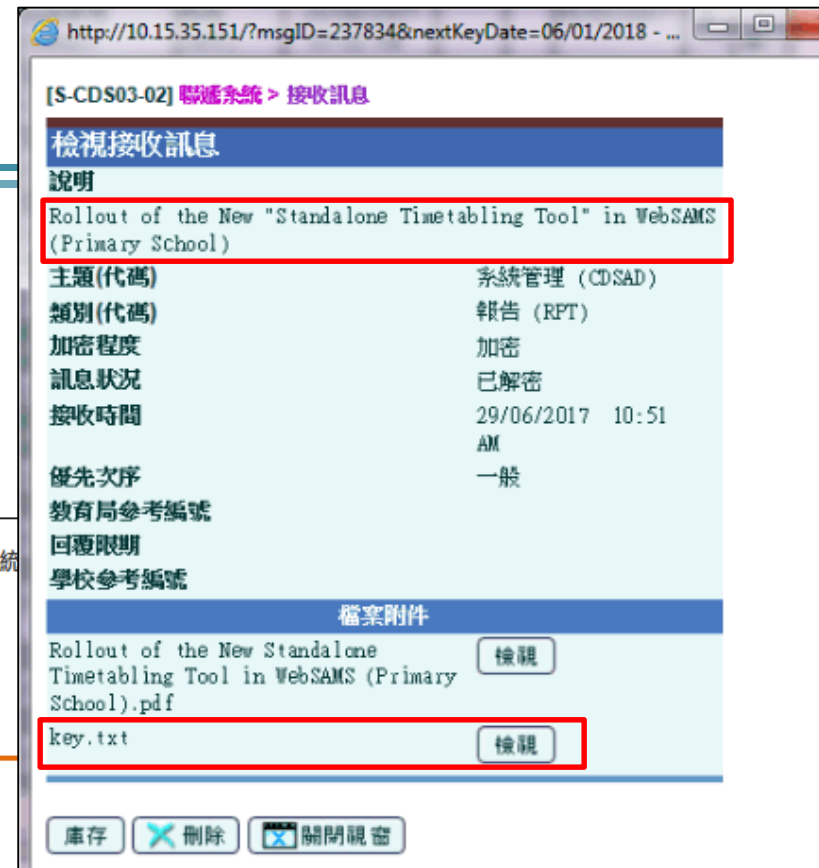 http://10.15.35.151/?msgID=237834&nextKeyDate=06/01/2018 - ...
[S-CDS03-02] 聯遞系統 > 接收訊息
檢視接收訊息
說明
Rollout of the New "Standalone Timetabling Tool" in WebSAMS
(Primary School)
主題(代碼) 系統管理 (CDSAD)
類別(代碼) 報告 (RPT)
加密程度 加密
訊息狀況 已解密
接收時間 29/06/2017 10:51
AM
優先次序 一般
教育局參考編號
回覆限期
學校參考編號
統
檔案附件
Rollout of the New Standalone 檢視
Timetabling Tool in WebSAMS (Primary
School).pdf
key.txt 檢視
庫存 刪除 關閉視窗